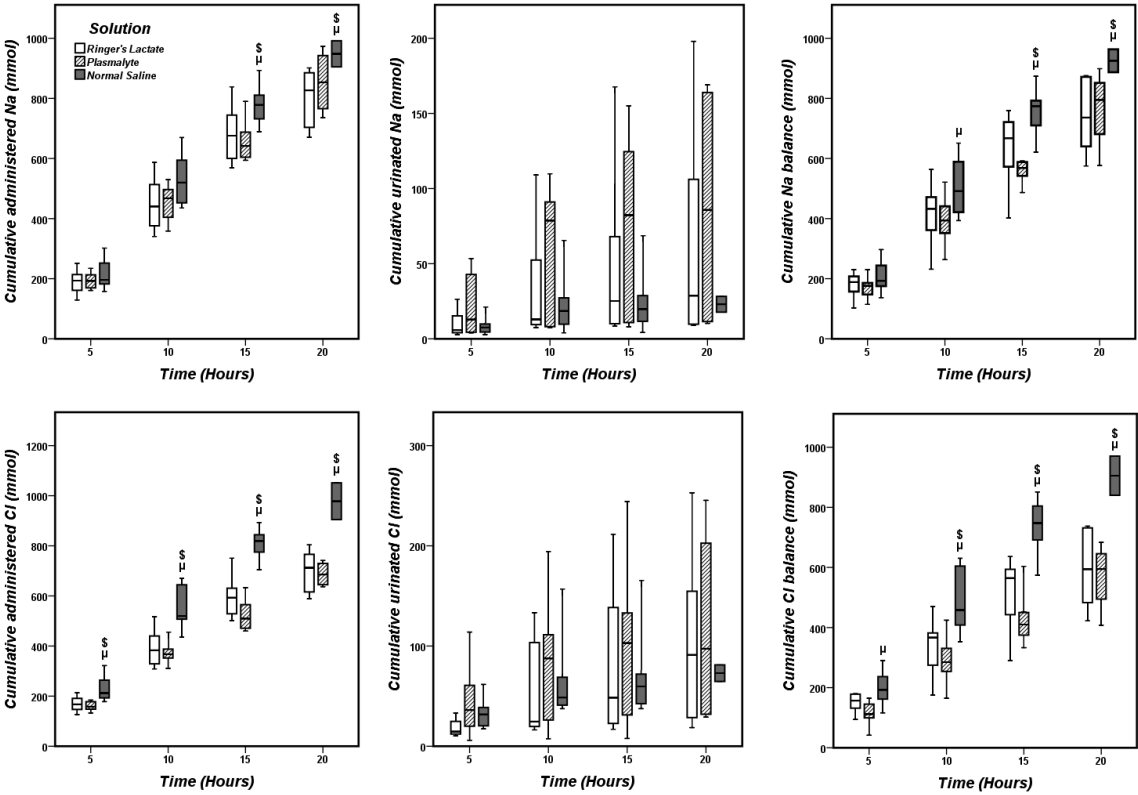 Cumulative administered Na (mmol)
1000
800
600
400
200
0
Solution
Ringer's Lactate
Plasmalyte
Normal Saline
$
µ
$
µ
5
10
15
20
Time (Hours)
Cumulative urinated Na (mmol)
200
150
100
50
0
5
10
15
20
Time (Hours)
Cumulative Na balance (mmol)
1000
800
600
400
200
0
µ
$
µ
$
µ
5
10
15
20
Time (Hours)
Cumulative administered Cl (mmol)
1200
1000
800
600
400
200
0
$
µ
$
µ
$
µ
$
µ
5
10
15
20
Time (Hours)
Cumulative urinated Cl (mmol)
300
200
100
0
5
10
15
20
Time (Hours)
Cumulative Cl balance (mmol)
1000
800
600
400
200
0
µ
$
µ
$
µ
$
µ
5
10
15
20
Time (Hours)